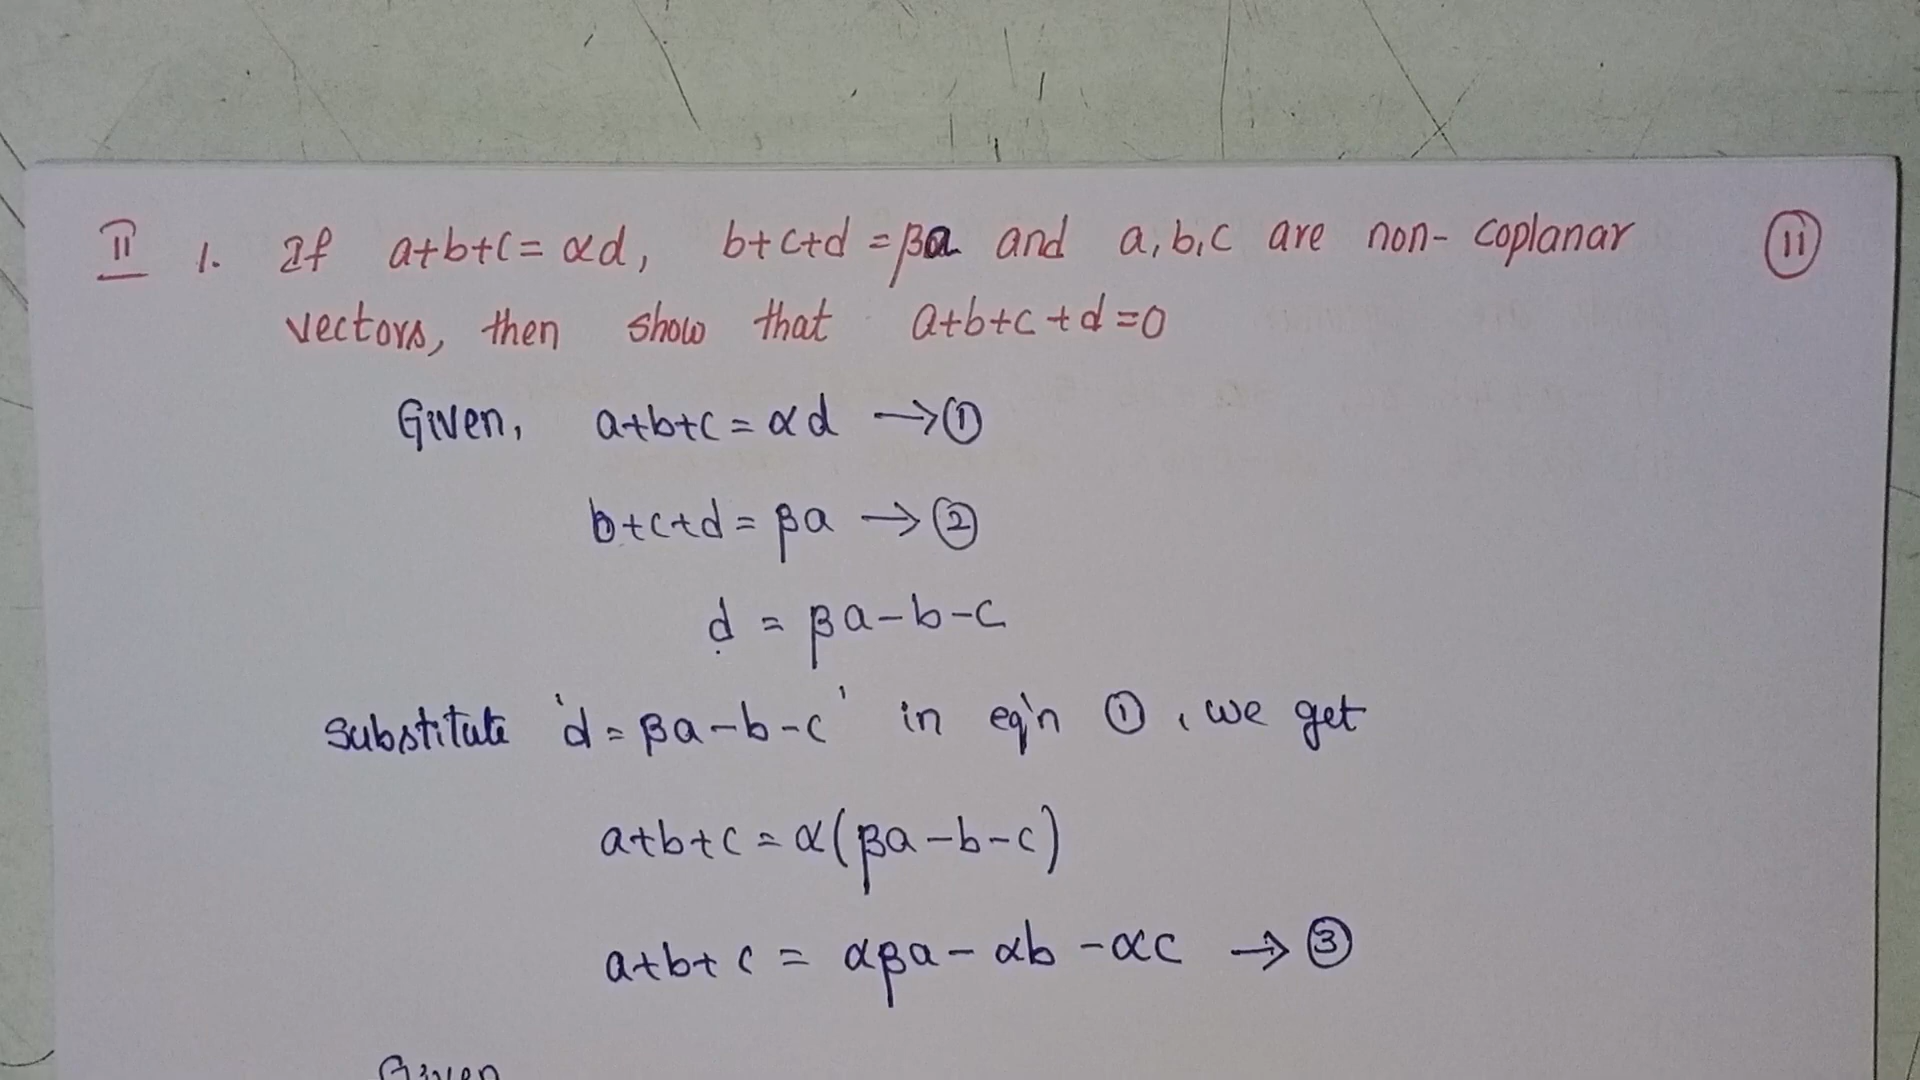 II 1. If a+b+c = αd, b+c+d = βa and a,b,c are non-coplanar (11)
vectors, then show that a+b+c+d=0
Given, a+b+c = αd → ①
b+c+d = βa → ②
d = βa-b-c
substitute 'd = βa-b-c' in eq'n ①, we get
a+b+c = α(βa-b-c)
a+b+c = αβa - αb - αc → ③
Given